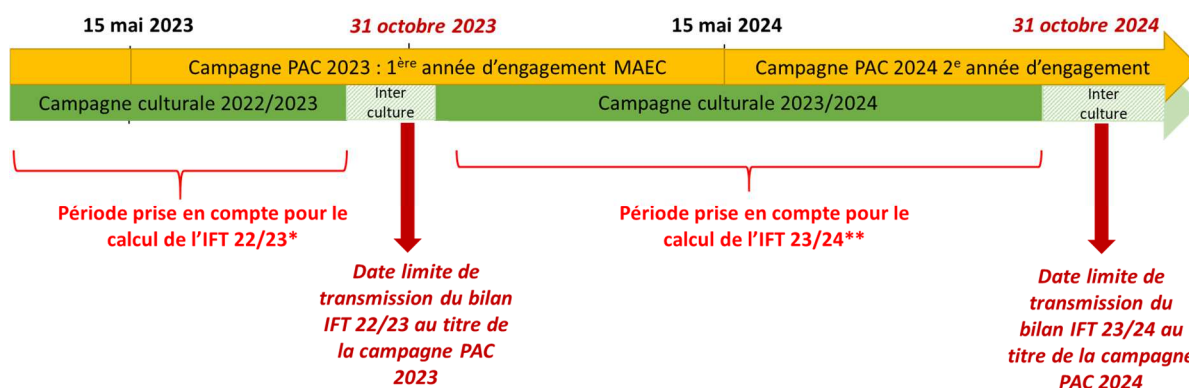 15 mai 2023
31 octobre 2023
15 mai 2024
31 octobre 2024
Campagne PAC 2023 : 1ère année d'engagement MAEC
Campagne PAC 2024 2e année d'engagement
Campagne culturale 2022/2023
Inter
culture
Campagne culturale 2023/2024
Inter
culture
Période prise en compte pour le
calcul de l'IFT 22/23*
Période prise en compte pour le
calcul de l'IFT 23/24**
Date limite de
transmission du bilan
IFT 22/23 au titre de
la campagne PAC
2023
Date limite de
transmission du
bilan IFT 23/24 au
titre de la campagne
PAC 2024